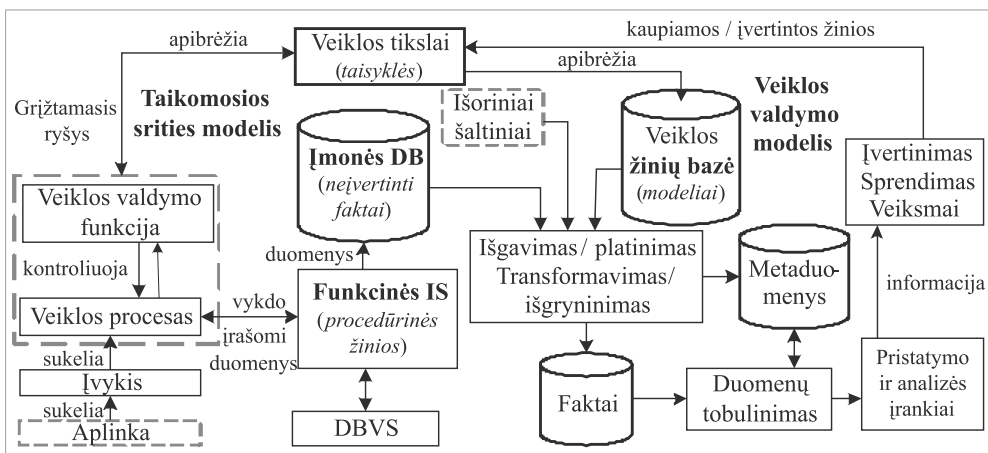 kaupiamos / įvertintos žinios
apibrėžia
Veiklos tikslai
(taisyklės)
apibrėžia
Grįžtamasis
ryšys
Taikomosios
srities modelis
Išoriniai
šaltiniai
Veiklos
valdymo
modelis
Įmonės DB
(neįvertinti
faktai)
Veiklos
žinių bazė
(modeliai)
Įvertinimas
Sprendimas
Veiksmai
Veiklos valdymo
funkcija
kontroliuoja
Veiklos procesas
duomenys
Funkcinės IS
(procedūrinės
žinios)
vykdo
įrašomi
duomenys
Išgavimas/ platinimas
Transformavimas/
išgryninimas
Metaduo-
menys
informacija
sukelia
Įvykis
sukelia
Aplinka
DBVS
Faktai
Duomenų
tobulinimas
Pristatymo
ir analizės
įrankiai